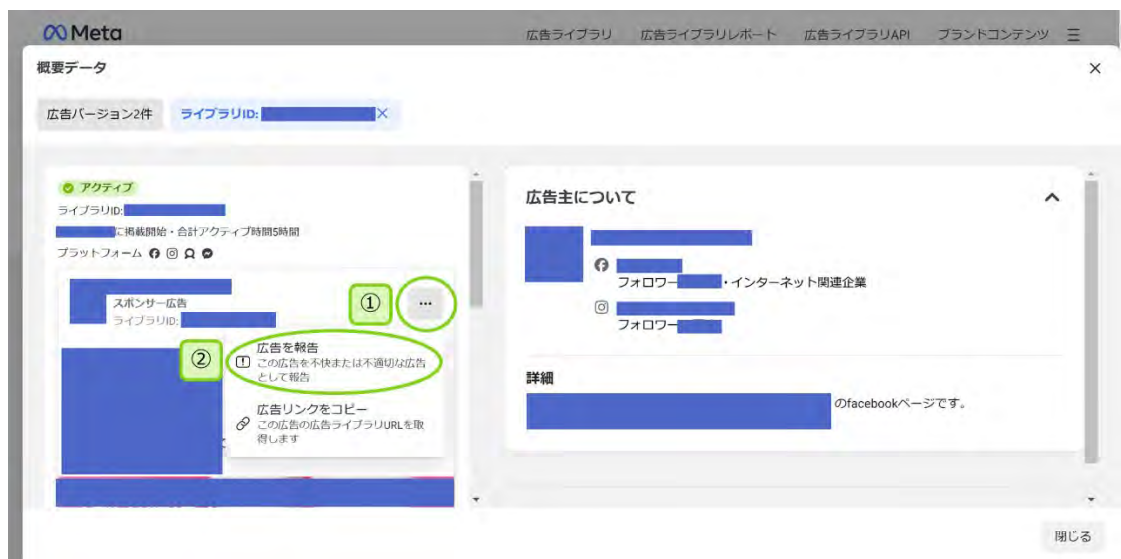 Meta
広告ライブラリ 広告ライブラリレポート 広告ライブラリAPI ブランドコンテンツ
概要データ
広告バージョン2件 ライブラリID:
アクティブ
ライブラリID:
に掲載開始・合計アクティブ時間5時間
プラットフォーム
スポンサー広告
ライブラリID:
①
②
広告を報告
この広告を不快または不適切な広告
として報告
広告リンクをコピー
この広告の広告ライブラリURLを取
得します
広告主について
フォロワー ・インターネット関連企業
フォロワー
詳細
のfacebookページです。
閉じる